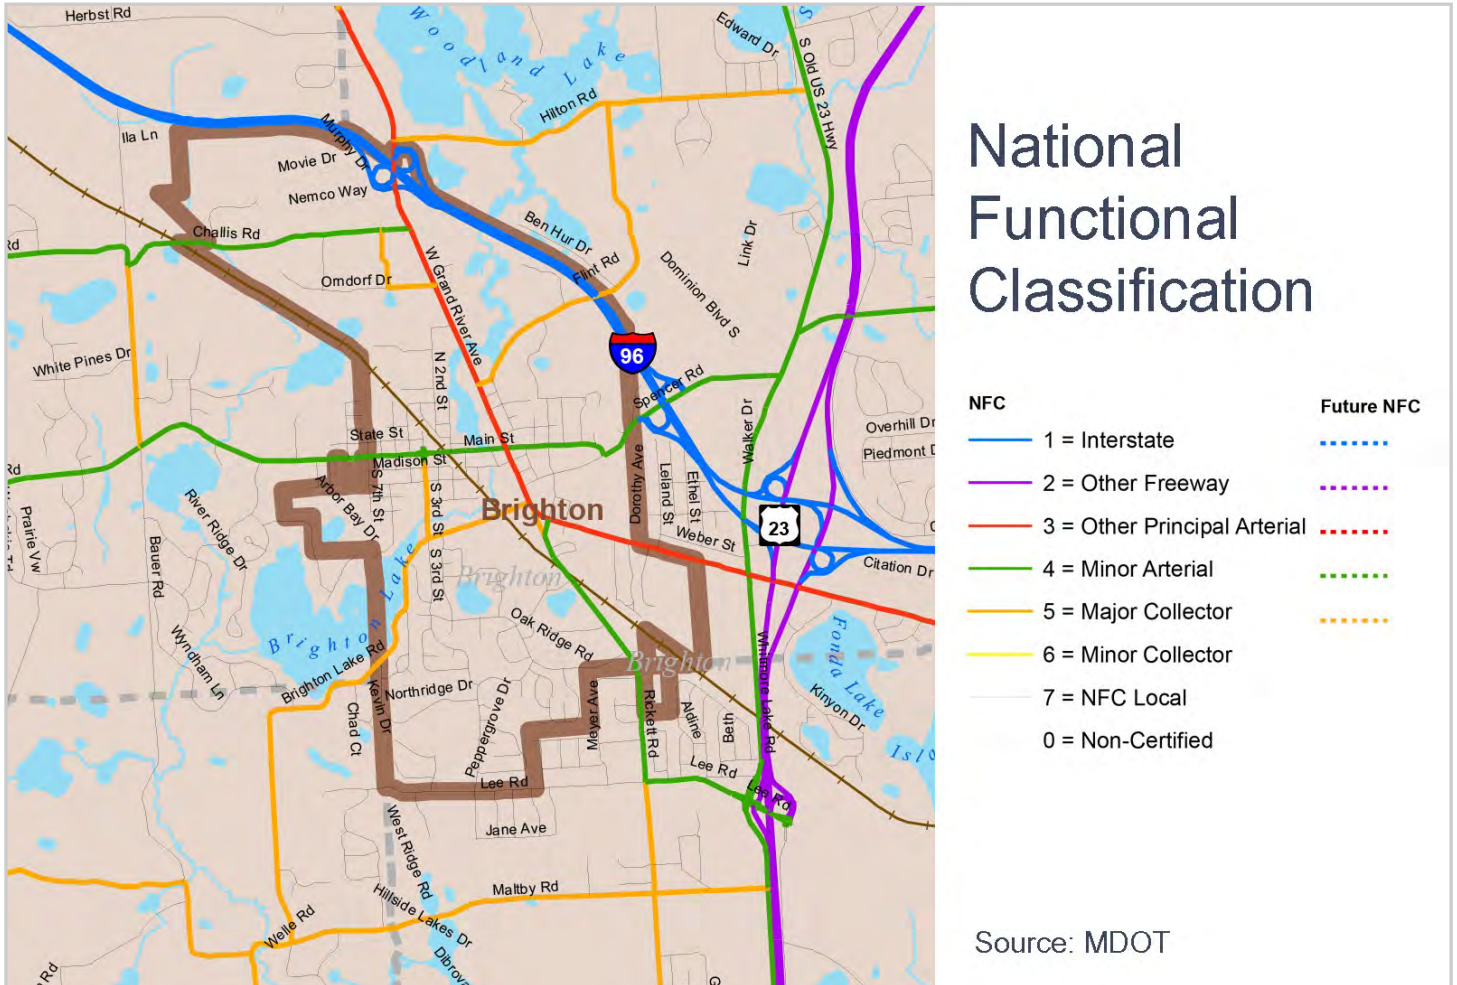 Herbst Rd
Woodland Lake
Edward Dr
S
S Old US 23 Hwy
Hilton Rd
Ila Ln
Murphy Dr
Movie Dr
Nemco Way
Challis Rd
Rd
Ben Hur Dr
Link Dr
Flint Rd
Dominion Blvd S
Omdorf Dr
W Grand River Ave
White Pines Dr
N 2nd St
96
Spencer Rd
State St
Main St
Madison St
Walker Dr
Overhill Dr
Piedmont D
Rd
River Ridge Dr
Arbor Bay Dr
S 7th St
S 3rd St
Brighton
Dorothy Ave
Leland St
Ethel St
23
Weber St
Prairie Vw
Bauer Rd
S 3rd St
Brighton
Citation Dr
Brighton Lake
Oak Ridge Rd
Wyndham Ln
Brighton Lake Rd
Brighton
Whitmore Lake Rd
Fonda Lake
Kinyon Dr
Northridge Dr
Kevin Dr
Chad Ct
Peppergrove Dr
Meyer Ave
Rickett Rd
Aldine
Beth
Lee Rd
Lee Rd
Lee Rd
Isl
West Ridge Rd
Jane Ave
Maltby Rd
Hillside Lakes Dr
Welle Rd
Dibrova
Rd
G
National
Functional
Classification
NFC Future NFC
1 = Interstate
2 = Other Freeway
3 = Other Principal Arterial
4 = Minor Arterial
5 = Major Collector
6 = Minor Collector
7 = NFC Local
0 = Non-Certified
Source: MDOT